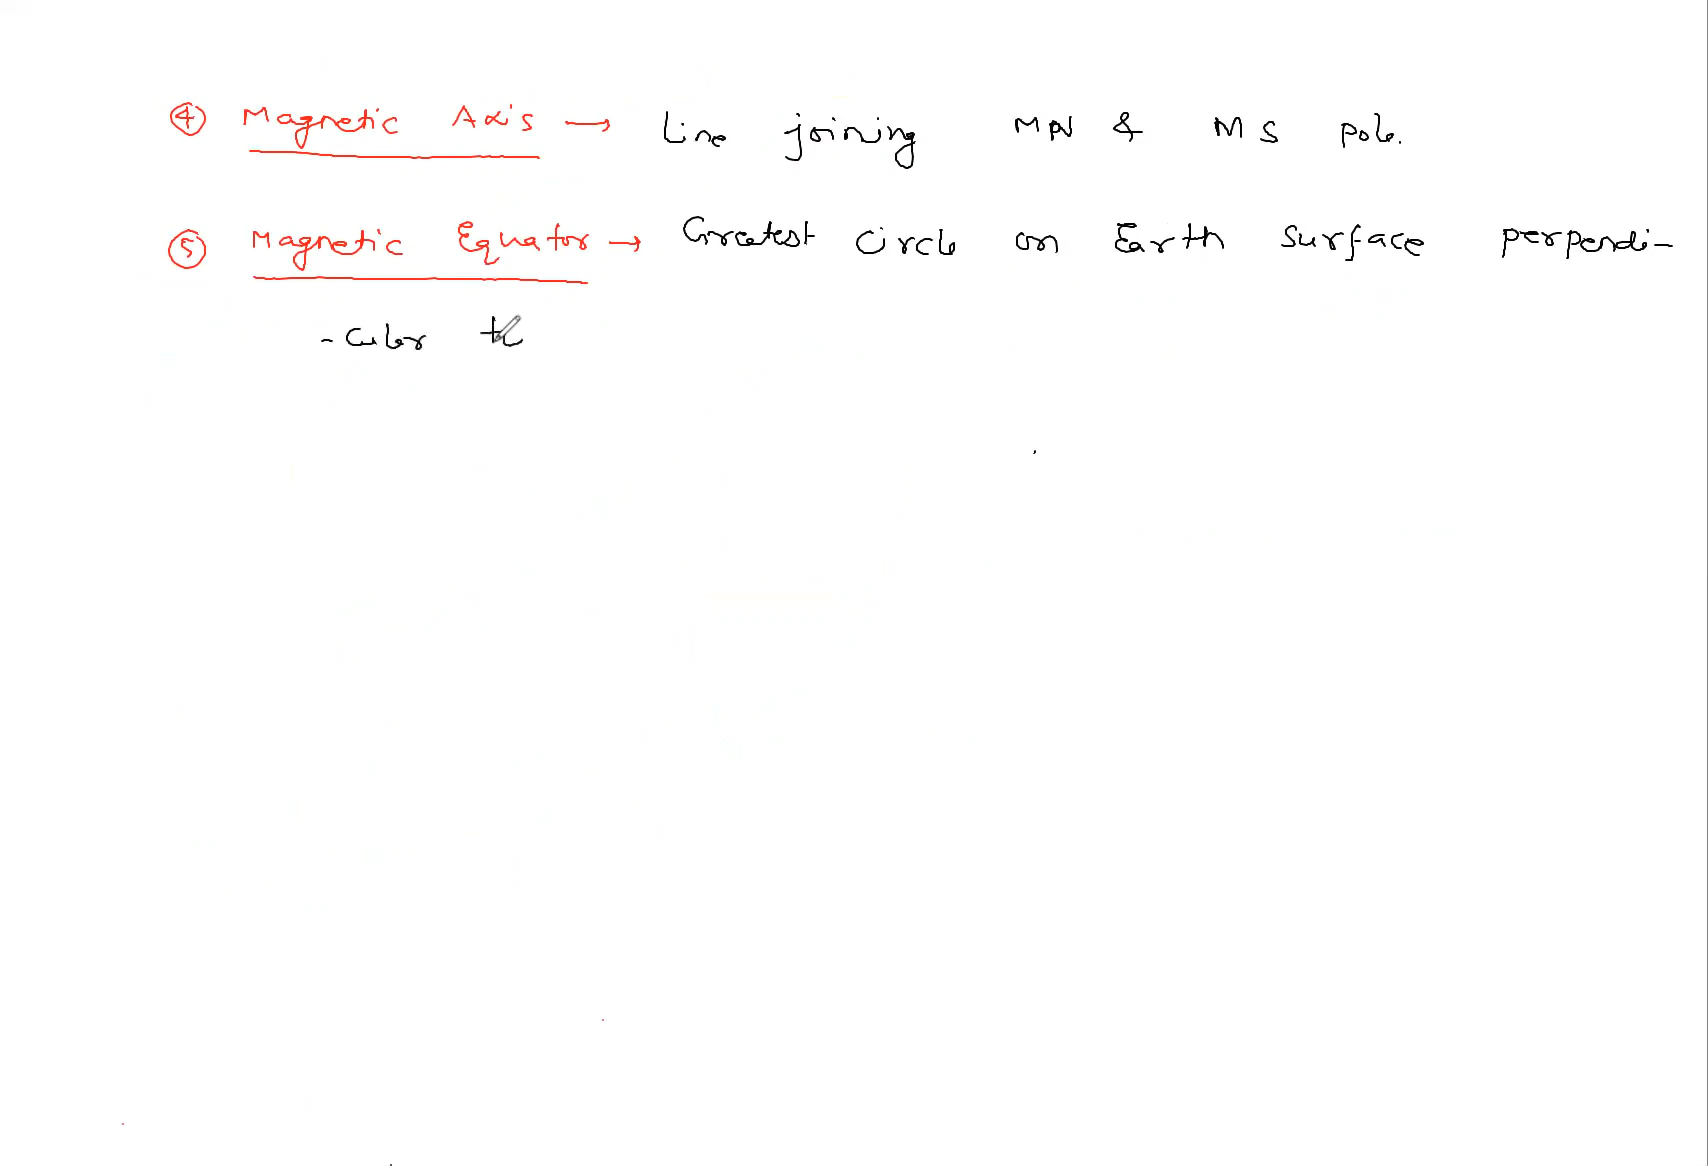 ④ Magnetic Axis → Line joining MN & MS pole.
⑤ Magnetic Equator → Greatest circle on Earth surface perpendi-
-cular to